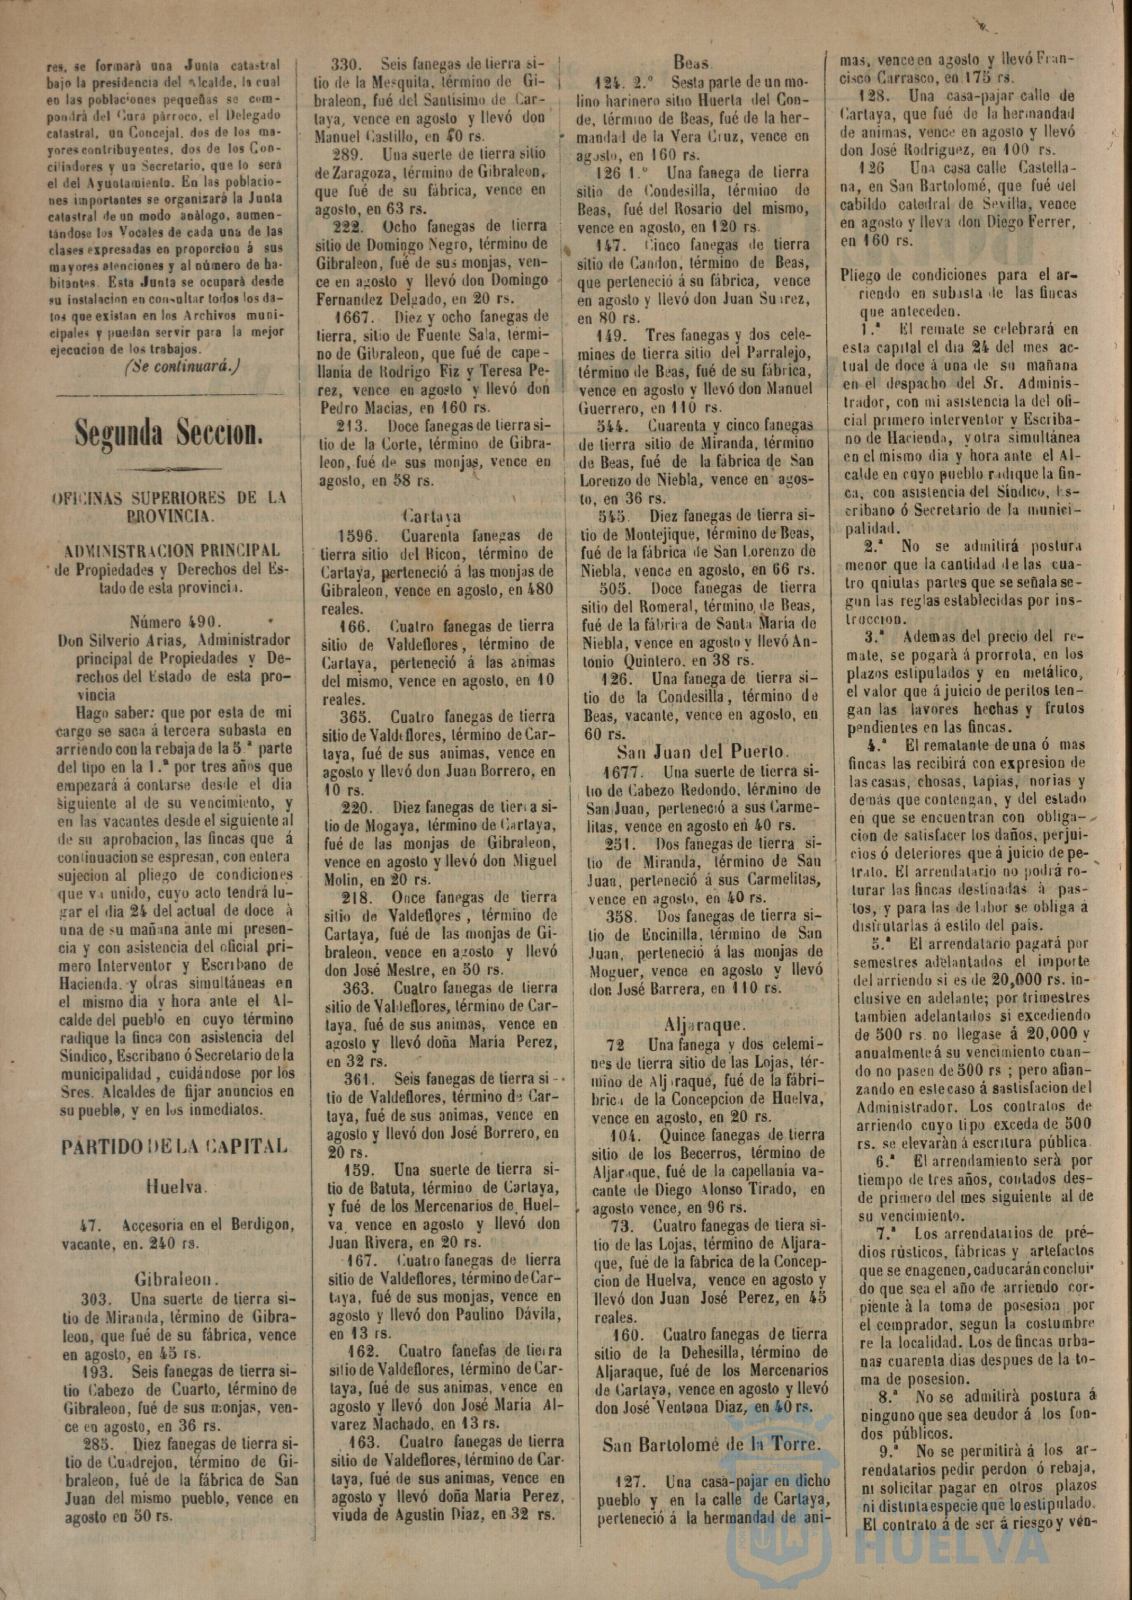 res, se formará una Junta catastral
bajo la presidencia del Alcalde, la cual
en las poblaciones pequeñas se com-
pondrá del Cura párroco, el Delegado
catastral, un Concejal, dos de los ma-
yores contribuyentes, dos de los Con-
ciliadores y un Secretario, que lo será
el del Ayuntamiento. En las poblacio-
nes importantes se organizará la Junta
catastral de un modo análogo, aumen-
tándose los Vocales de cada una de las
clases expresadas en proporcion á sus
mayores atenciones y al número de ha-
bitantes. Esta Junta se ocupará desde
su instalacion en consultar todos los da-
tos que existan en los Archivos muni-
cipales y puedan servir para la mejor
ejecucion de los trabajos.
(Se continuará.)
Segunda Seccion.
OFICINAS SUPERIORES DE LA
PROVINCIA.
ADMINISTRACION PRINCIPAL
de Propiedades y Derechos del Es-
tado de esta provincia.
Número 490.
Don Silverio Arias, Administrador
principal de Propiedades y De-
rechos del Estado de esta pro-
vincia
Hago saber: que por esta de mi
cargo se saca á tercera subasta en
arriendo con la rebaja de la 5.ª parte
del tipo en la 1.ª por tres años que
empezará á contarse desde el dia
siguiente al de su vencimiento, y
en las vacantes desde el siguiente al
de su aprobacion, las fincas que á
continuacion se espresan, con entera
sujecion al pliego de condiciones
que va unido, cuyo acto tendrá lu-
gar el dia 24 del actual de doce á
una de su mañana ante mi presen-
cia y con asistencia del oficial pri-
mero Interventor y Escribano de
Hacienda. y otras simultáneas en
el mismo dia y hora ante el Al-
calde del pueblo en cuyo término
radique la finca con asistencia del
Síndico, Escribano ó Secretario de la
municipalidad, cuidándose por los
Sres. Alcaldes de fijar anuncios en
su pueblo, y en los inmediatos.
PARTIDO DE LA CAPITAL
Huelva.
47. Accesoria en el Berdigon,
vacante, en. 240 rs.
Gibraleon.
303. Una suerte de tierra si-
tio de Miranda, término de Gibra-
leon, que fué de su fábrica, vence
en agosto, en 45 rs.
193. Seis fanegas de tierra si-
tio Cabezo de Cuarto, término de
Gibraleon, fué de sus monjas, ven-
ce en agosto, en 36 rs.
285. Diez fanegas de tierra si-
tio de Cuadrejon, término de Gi-
braleon, fué de la fábrica de San
Juan del mismo pueblo, vence en
agosto en 50 rs.
330. Seis fanegas de tierra si-
tio de la Mesquita, término de Gi-
braleon, fué del Santísimo de Car-
taya, vence en agosto y llevó don
Manuel Castillo, en 40 rs.
289. Una suerte de tierra sitio
de Zaragoza, término de Gibraleon,
que fué de su fábrica, vence en
agosto, en 63 rs.
222. Ocho fanegas de tierra
sitio de Domingo Negro, término de
Gibraleon, fué de sus monjas, ven-
ce en agosto y llevó don Domingo
Fernandez Delgado, en 20 rs.
1667. Diez y ocho fanegas de
tierra, sitio de Fuente Sala, térmi-
no de Gibraleon, que fué de cape-
llania de Rodrigo Fiz y Teresa Pe-
rez, vence en agosto y llevó don
Pedro Macias, en 160 rs.
213. Doce fanegas de tierra si-
tio de la Corte, término de Gibra-
leon, fué de sus monjas, vence en
agosto, en 58 rs.
Cartaya
1596. Cuarenta fanegas de
tierra sitio del Ricon, término de
Cartaya, perteneció á las monjas de
Gibraleon, vence en agosto, en 480
reales.
166. Cuatro fanegas de tierra
sitio de Valdeflores, término de
Cartaya, perteneció á las animas
del mismo, vence en agosto, en 10
reales.
365. Cuatro fanegas de tierra
sitio de Valdeflores, término de Car-
taya, fué de sus animas, vence en
agosto y llevó don Juan Borrero, en
10 rs.
220. Diez fanegas de tierra si-
tio de Mogaya, término de Cartaya,
fué de las monjas de Gibraleon,
vence en agosto y llevó don Miguel
Molin, en 20 rs.
218. Once fanegas de tierra
sitio de Valdeflores, término de
Cartaya, fué de las monjas de Gi-
braleon, vence en agosto y llevó
don José Mestre, en 50 rs.
363. Cuatro fanegas de tierra
sitio de Valdeflores, término de Car-
taya, fué de sus animas, vence en
agosto y llevó doña Maria Perez,
en 32 rs.
361. Seis fanegas de tierra si-
tio de Valdeflores, término de Car-
taya, fué de sus animas, vence en
agosto y llevó don José Borrero, en
20 rs.
159. Una suerte de tierra si-
tio de Batuta, término de Cartaya,
y fué de los Mercenarios de Huel-
va, vence en agosto y llevó don
Juan Rivera, en 20 rs.
167. Cuatro fanegas de tierra
sitio de Valdeflores, término de Car-
taya, fué de sus monjas, vence en
agosto y llevó don Paulino Dávila,
en 13 rs.
162. Cuatro fanefas de tierra
sitio de Valdeflores, término de Car-
taya, fué de sus animas, vence en
agosto y llevó don José Maria Al-
varez Machado, en 13 rs.
163. Cuatro fanegas de tierra
sitio de Valdeflores, término de Car-
taya, fué de sus animas, vence en
agosto y llevó doña Maria Perez,
viuda de Agustin Diaz, en 32 rs.
Beas
124. 2.º Sesta parte de un mo-
lino harinero sitio Huerta del Con-
de, término de Beas, fué de la her-
mandad de la Vera Cruz, vence en
agosto, en 160 rs.
126 1.º Una fanega de tierra
sitio de Condesilla, término de
Beas, fué del Rosario del mismo,
vence en agosto, en 120 rs.
147. Cinco fanegas de tierra
sitio de Candon, término de Beas,
que perteneció á su fábrica, vence
en agosto y llevó don Juan Suarez,
en 80 rs.
149. Tres fanegas y dos cele-
mines de tierra sitio del Parralejo,
término de Beas, fué de su fábrica,
vence en agosto y llevó don Manuel
Guerrero, en 110 rs.
544. Cuarenta y cinco fanegas
de tierra sitio de Miranda, término
de Beas, fué de la fábrica de San
Lorenzo de Niebla, vence en agos-
to, en 36 rs.
545. Diez fanegas de tierra si-
tio de Montejique, término de Beas,
fué de la fábrica de San Lorenzo de
Niebla, vence en agosto, en 66 rs.
505. Doce fanegas de tierra
sitio del Romeral, término de Beas,
fué de la fábrica de Santa Maria de
Niebla, vence en agosto y llevó An-
tonio Quintero, en 38 rs.
126. Una fanega de tierra si-
tio de la Condesilla, término de
Beas, vacante, vence en agosto, en
60 rs.
San Juan del Puerto.
1677. Una suerte de tierra si-
tio de Cabezo Redondo, término de
San Juan, perteneció a sus Carme-
litas, vence en agosto en 40 rs.
251. Dos fanegas de tierra si-
tio de Miranda, término de San
Juan, perteneció á sus Carmelitas,
vence en agosto, en 40 rs.
358. Dos fanegas de tierra si-
tio de Encinilla, término de San
Juan, perteneció á las monjas de
Moguer, vence en agosto y llevó
don José Barrera, en 110 rs.
Aljaraque.
72 Una fanega y dos celemi-
nes de tierra sitio de las Lojas, tér-
mino de Aljaraque, fué de la fábri-
brica de la Concepcion de Huelva,
vence en agosto, en 20 rs.
104. Quince fanegas de tierra
sitio de los Becerros, término de
Aljaraque, fué de la capellania va-
cante de Diego Alonso Tirado, en
agosto vence, en 96 rs.
73. Cuatro fanegas de tiera si-
tio de las Lojas, término de Aljara-
que, fué de la fábrica de la Concep-
cion de Huelva, vence en agosto y
llevó don Juan José Perez, en 45
reales.
160. Cuatro fanegas de tierra
sitio de la Dehesilla, término de
Aljaraque, fué de los Mercenarios
de Cartaya, vence en agosto y llevó
don José Ventana Diaz, en 40 rs.
San Bartolomé de la Torre.
127. Una casa-pajar en dicho
pueblo y en la calle de Cartaya,
perteneció á la hermandad de ani-
mas, vence en agosto y llevó Fran-
cisco Carrasco, en 175 rs.
128. Una casa-pajar calle de
Cartaya, que fué de la hermandad
de animas, vence en agosto y llevó
don José Rodriguez, en 100 rs.
126 Una casa calle Castella-
na, en San Bartolomé, que fué del
cabildo catedral de Sevilla, vence
en agosto y lleva don Diego Ferrer,
en 160 rs.
Pliego de condiciones para el ar-
riendo en subasta de las fincas
que anteceden.
1.ª El remate se celebrará en
esta capital el dia 24 del mes ac-
tual de doce á una de su mañana
en el despacho del Sr. Adminis-
trador, con mi asistencia la del ofi-
cial primero interventor y Escriba-
no de Hacienda, y otra simultánea
en el mismo dia y hora ante el Al-
calde en cuyo pueblo radique la fin-
ca, con asistencia del Síndico, Es-
cribano ó Secretario de la munici-
palidad.
2.ª No se admitirá postura
menor que la cantidad de las cua-
tro qniutas partes que se señala se-
gun las reglas establecidas por ins-
truccion.
3.ª Ademas del precio del re-
mate, se pogará á prorrota, en los
plazos estipulados y en metálico,
el valor que á juicio de peritos ten-
gan las lavores hechas y frutos
pendientes en las fincas.
4.ª El rematante de una ó mas
fincas las recibirá con expresion de
las casas, chosas, tapias, norias y
demás que contengan, y del estado
en que se encuentran con obliga-
cion de satisfacer los daños, perjui-
cios ó deteriores que á juicio de pe-
ritato. El arrendatario no podrá ro-
turar las fincas destinadas á pas-
tos, y para las de labor se obliga á
disfrutarlas á estilo del pais.
5.ª El arrendatario pagará por
semestres adelantados el importe
del arriendo si es de 20,000 rs. in-
clusive en adelante; por trimestres
tambien adelantados si excediendo
de 500 rs. no llegase á 20,000 y
anualmente á su vencimiento cuan-
do no pasen de 500 rs; pero afian-
zando en este caso á sastisfacion del
Administrador. Los contratos de
arriendo cuyo tipo exceda de 500
rs. se elevarán á escritura pública.
6.ª El arrendamiento será por
tiempo de tres años, contados des-
de primero del mes siguiente al de
su vencimiento.
7.ª Los arrendatarios de pré-
dios rústicos, fábricas y artefactos
que se enagenen, caducarán conclui-
do que sea el año de arriendo cor-
piente á la toma de posesion por
el comprador, segun la costumbre
re la localidad. Los de fincas urba-
nas cuarenta dias despues de la to-
ma de posesion.
8.ª No se admitirá postura á
ninguno que sea deudor á los fon-
dos públicos.
9.ª No se permitirá á los ar-
rendatarios pedir perdon ó rebaja,
ni solicitar pagar en otros plazos
ni distinta especie que lo estipulado.
El contrato á de ser á riesgo y ven-
HUELVA